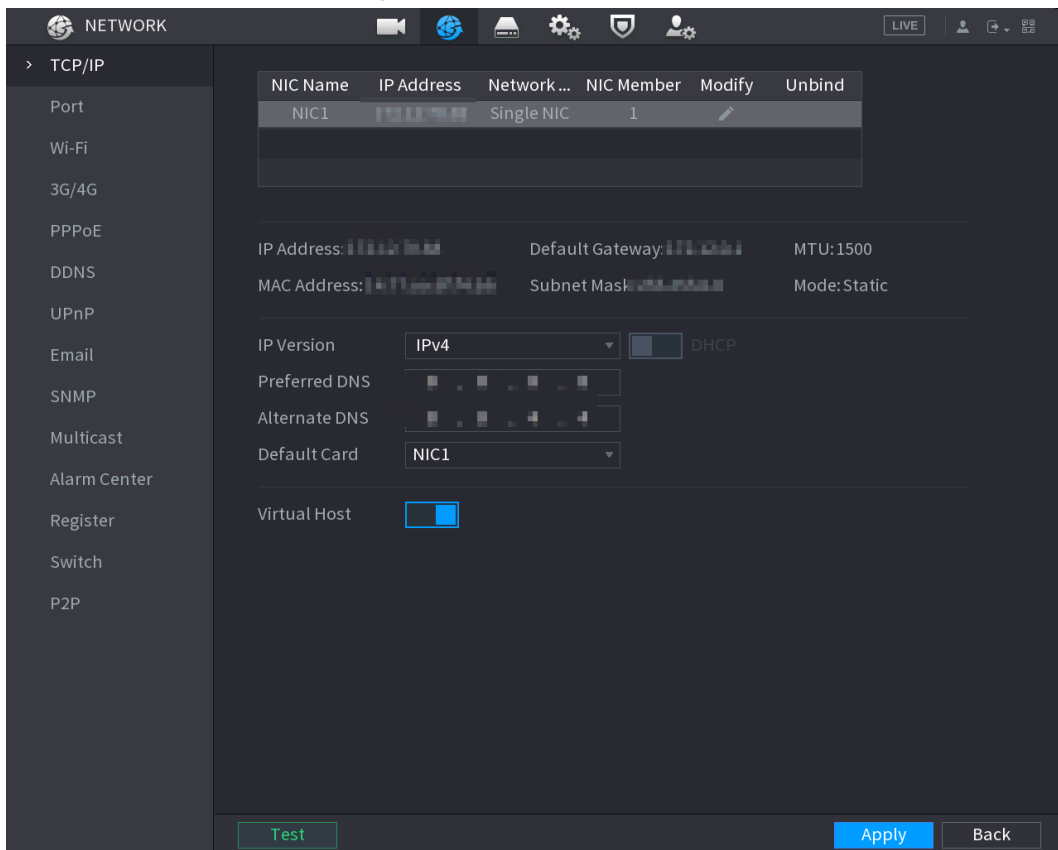 NETWORK
LIVE
TCP/IP
Port
Wi-Fi
3G/4G
PPPoE
DDNS
UPnP
Email
SNMP
Multicast
Alarm Center
Register
Switch
P2P
NIC Name IP Address Network ... NIC Member Modify Unbind
NIC1 Single NIC 1
IP Address: Default Gateway: MTU:1500
MAC Address: Subnet Mask Mode:Static
IP Version IPv4 DHCP
Preferred DNS
Alternate DNS
Default Card NIC1
Virtual Host
Test Apply Back